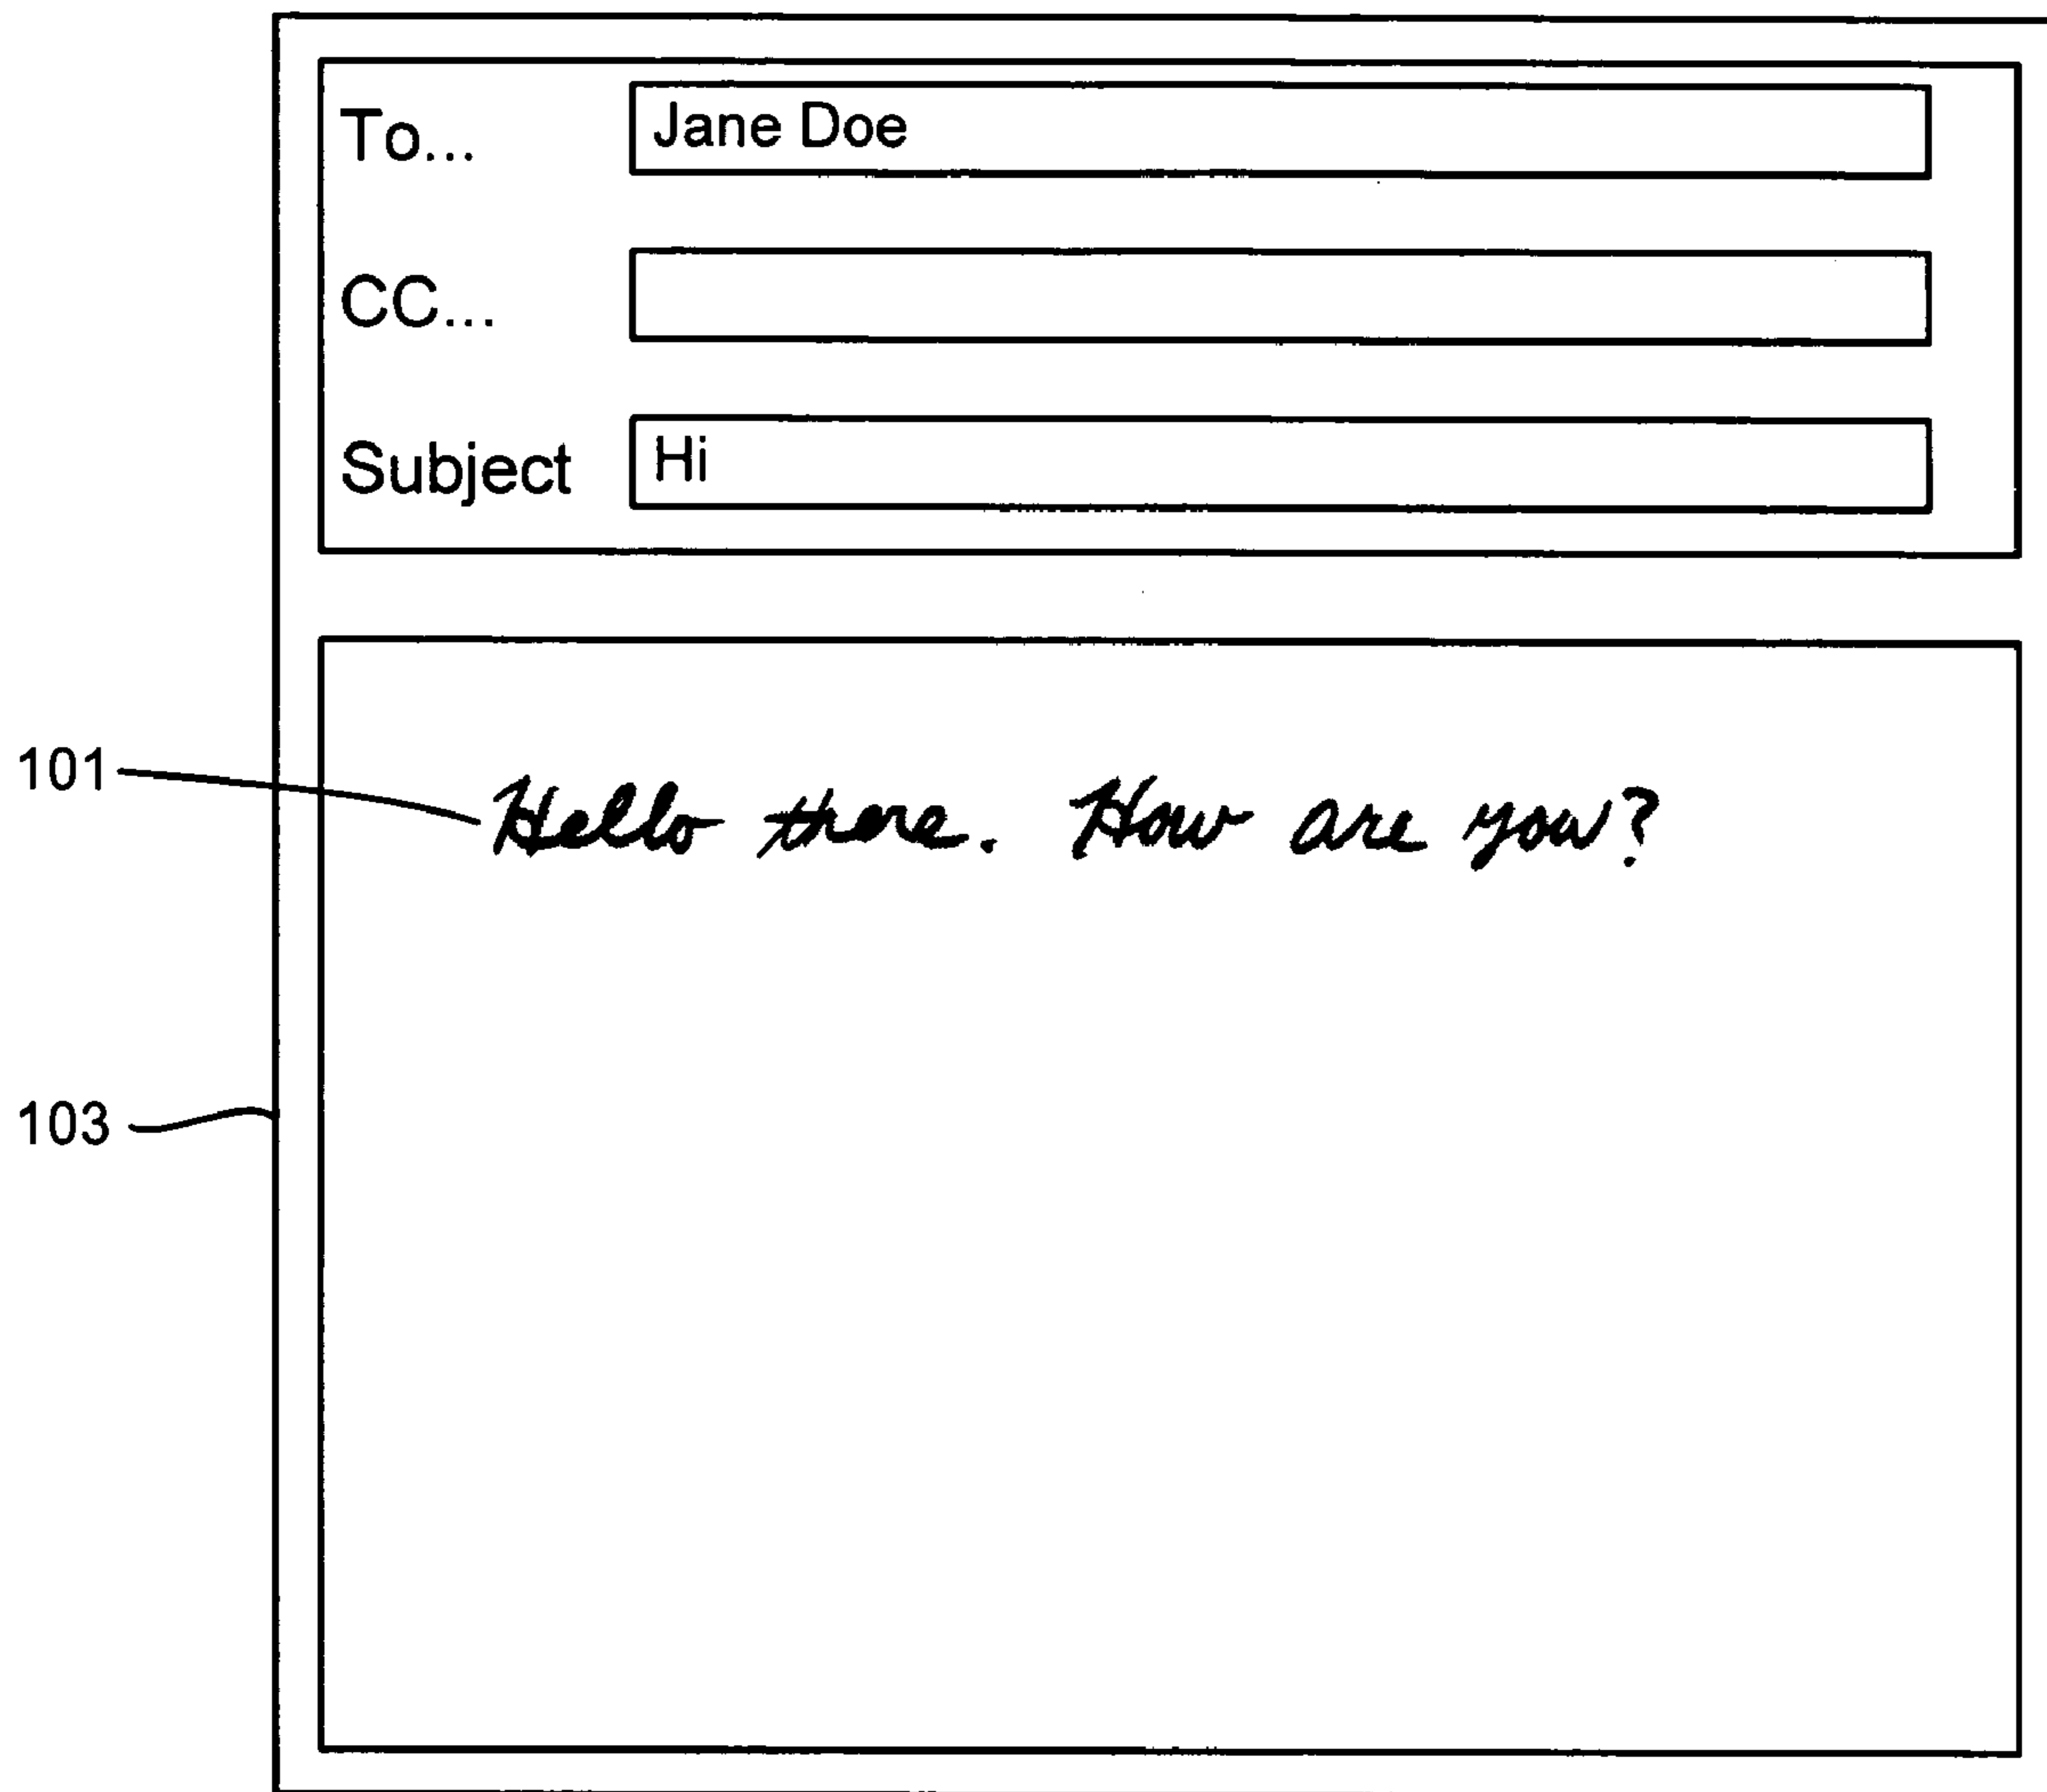 To... Jane Doe
CC...
Subject Hi
101 Hello there. How are you?
103